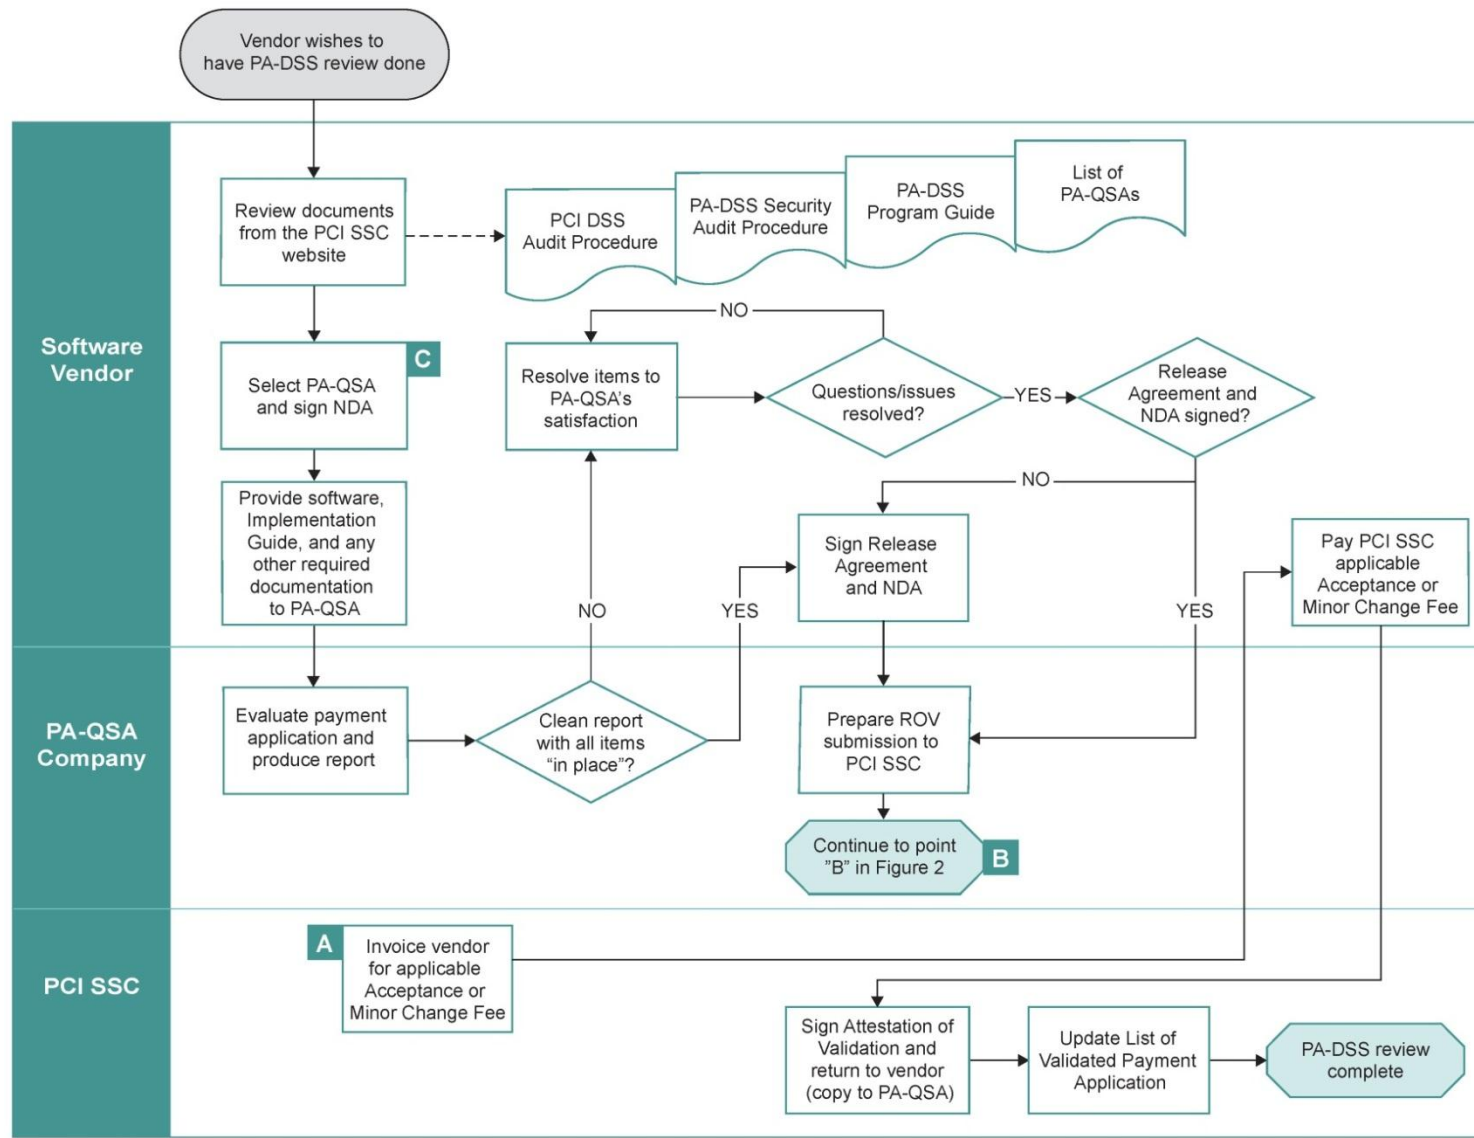 Vendor wishes to
have PA-DSS review done
Software
Vendor
Review documents
from the PCI SSC
website
PCI DSS
Audit Procedure
PA-DSS Security
Audit Procedure
PA-DSS
Program Guide
List of
PA-QSAs
Select PA-QSA
and sign NDA
C
Resolve items to
PA-QSA's
satisfaction
NO
Questions/issues
resolved?
YES
Release
Agreement and
NDA signed?
Provide software,
Implementation
Guide, and any
other required
documentation
to PA-QSA
NO
YES
NO
Sign Release
Agreement
and NDA
YES
Pay PCI SSC
applicable
Acceptance or
Minor Change Fee
PA-QSA
Company
Evaluate payment
application and
produce report
Clean report
with all items
“in place”?
Prepare ROV
submission to
PCI SSC
Continue to point
”B” in Figure 2
B
PCI SSC
A
Invoice vendor
for applicable
Acceptance or
Minor Change Fee
Sign Attestation of
Validation and
return to vendor
(copy to PA-QSA)
Update List of
Validated Payment
Application
PA-DSS review
complete